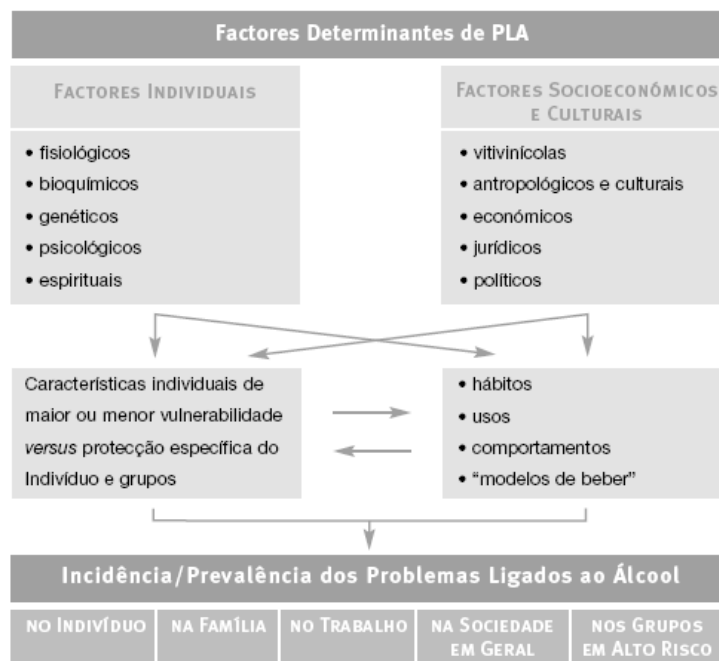 Factores Determinantes de PLA
FACTORES INDIVIDUAIS
• fisiológicos
• bioquímicos
• genéticos
• psicológicos
• espirituais
FACTORES SOCIOECONÓMICOS
E CULTURAIS
• vitivinícolas
• antropológicos e culturais
• económicos
• jurídicos
• políticos
Características individuais de
maior ou menor vulnerabilidade
versus protecção específica do
Indivíduo e grupos
• hábitos
• usos
• comportamentos
• “modelos de beber”
Incidência/Prevalência dos Problemas Ligados ao Álcool
NO INDIVÍDUO
NA FAMÍLIA
NO TRABALHO
NA SOCIEDADE
EM GERAL
NOS GRUPOS
EM ALTO RISCO